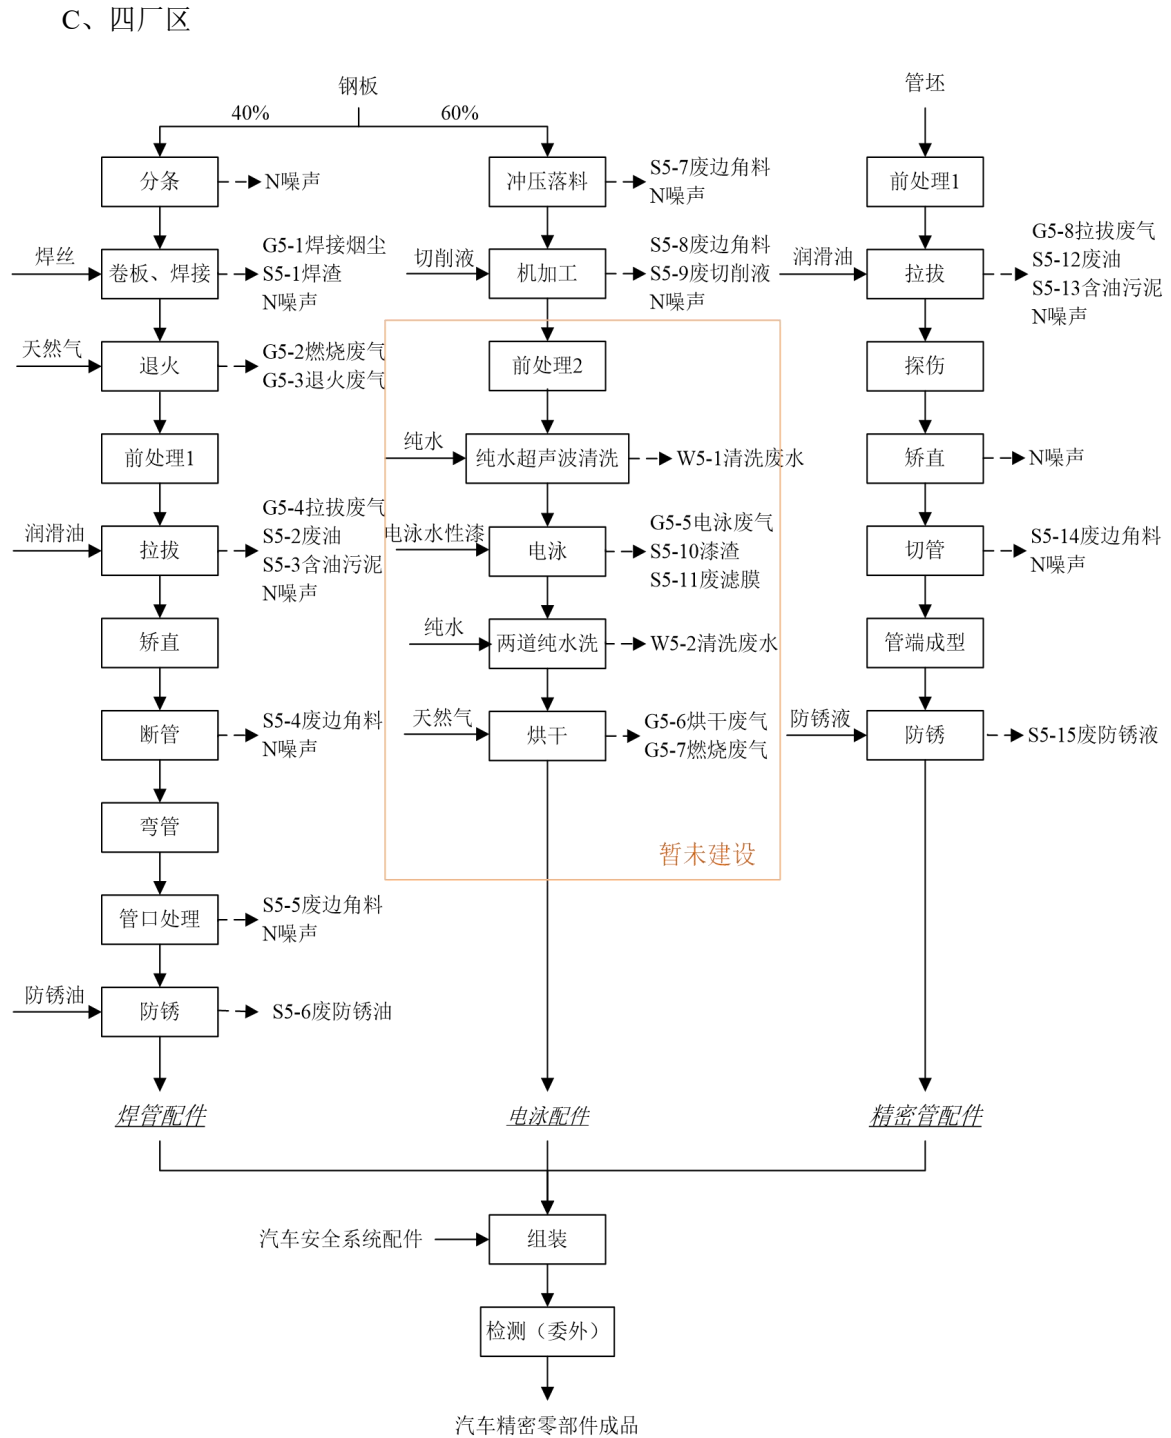 C、四厂区
钢板
40%
60%
分条
N噪声
焊丝
卷板、焊接
G5-1焊接烟尘
S5-1焊渣
N噪声
天然气
退火
G5-2燃烧废气
G5-3退火废气
前处理1
润滑油
拉拔
G5-4拉拔废气
S5-2废油
S5-3含油污泥
N噪声
矫直
断管
S5-4废边角料
N噪声
弯管
管口处理
S5-5废边角料
N噪声
防锈油
防锈
S5-6废防锈油
焊管配件
冲压落料
S5-7废边角料
N噪声
切削液
机加工
S5-8废边角料
S5-9废切削液
N噪声
前处理2
纯水
纯水超声波清洗
W5-1清洗废水
电泳水性漆
电泳
G5-5电泳废气
S5-10漆渣
S5-11废滤膜
纯水
两道纯水洗
W5-2清洗废水
天然气
烘干
G5-6烘干废气
G5-7燃烧废气
暂未建设
电泳配件
管坯
前处理1
润滑油
拉拔
G5-8拉拔废气
S5-12废油
S5-13含油污泥
N噪声
探伤
矫直
N噪声
切管
S5-14废边角料
N噪声
管端成型
防锈液
防锈
S5-15废防锈液
精密管配件
汽车安全系统配件
组装
检测（委外）
汽车精密零部件成品